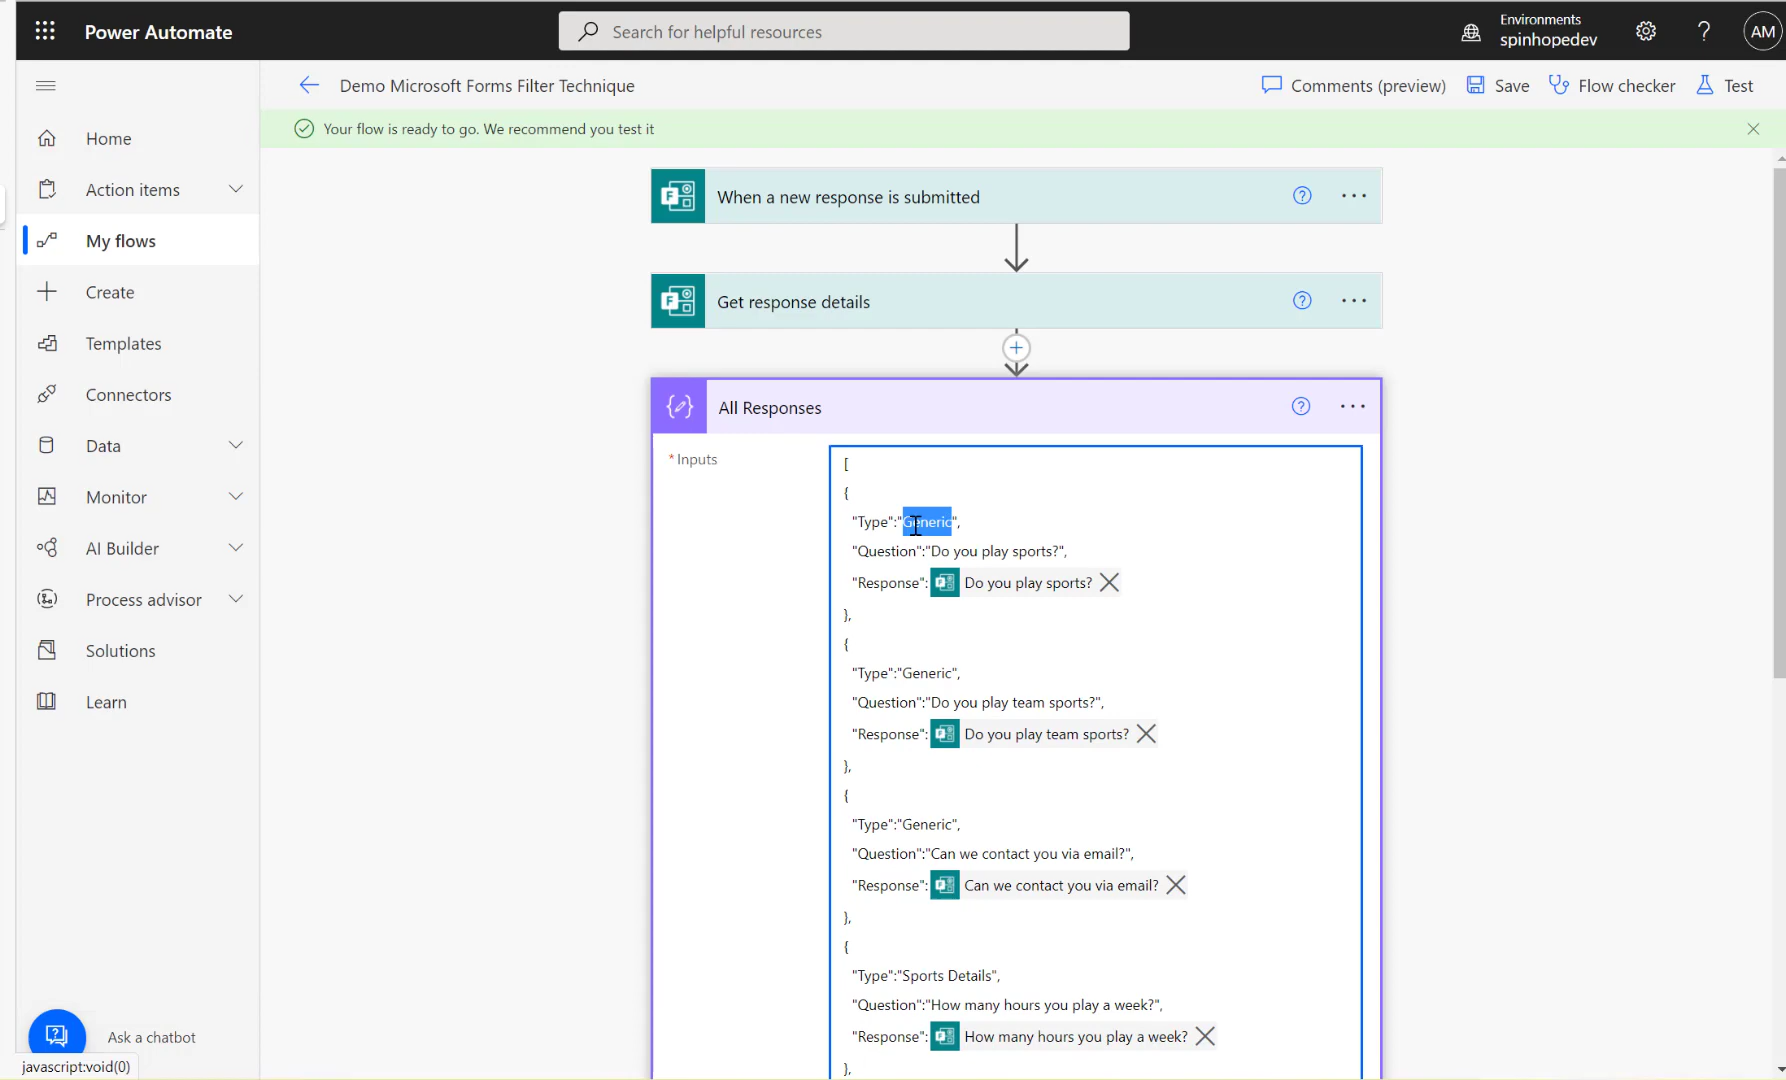 Power Automate
Search for helpful resources
Environments
spinhopedev
AM
Demo Microsoft Forms Filter Technique
Comments (preview)
Save
Flow checker
Test
Your flow is ready to go. We recommend you test it
Home
Action items
My flows
Create
Templates
Connectors
Data
Monitor
AI Builder
Process advisor
Solutions
Learn
Ask a chatbot
javascript:void(0)
When a new response is submitted
Get response details
All Responses
*Inputs
[
{
"Type":"Generic",
"Question":"Do you play sports?",
"Response": Do you play sports?
},
{
"Type":"Generic",
"Question":"Do you play team sports?",
"Response": Do you play team sports?
},
{
"Type":"Generic",
"Question":"Can we contact you via email?",
"Response": Can we contact you via email?
},
{
"Type":"Sports Details",
"Question":"How many hours you play a week?",
"Response": How many hours you play a week?
},